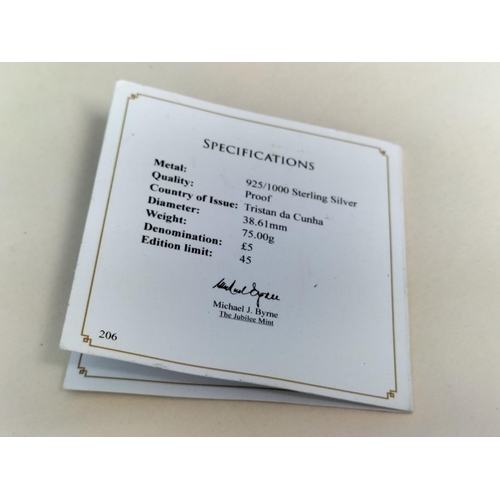 SPECIFICATIONS
Metal: 925/1000 Sterling Silver
Quality: Proof
Country of Issue: Tristan da Cunha
Diameter: 38.61mm
Weight: 75.00g
Denomination: £5
Edition limit: 45
Michael J. Byrne
The Jubilee Mint
206